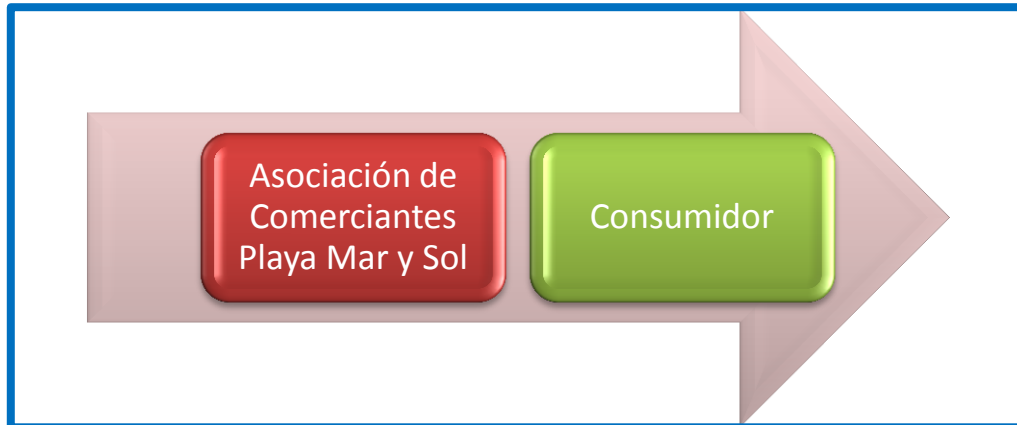 Asociación de
Comerciantes
Playa Mar y Sol
Consumidor